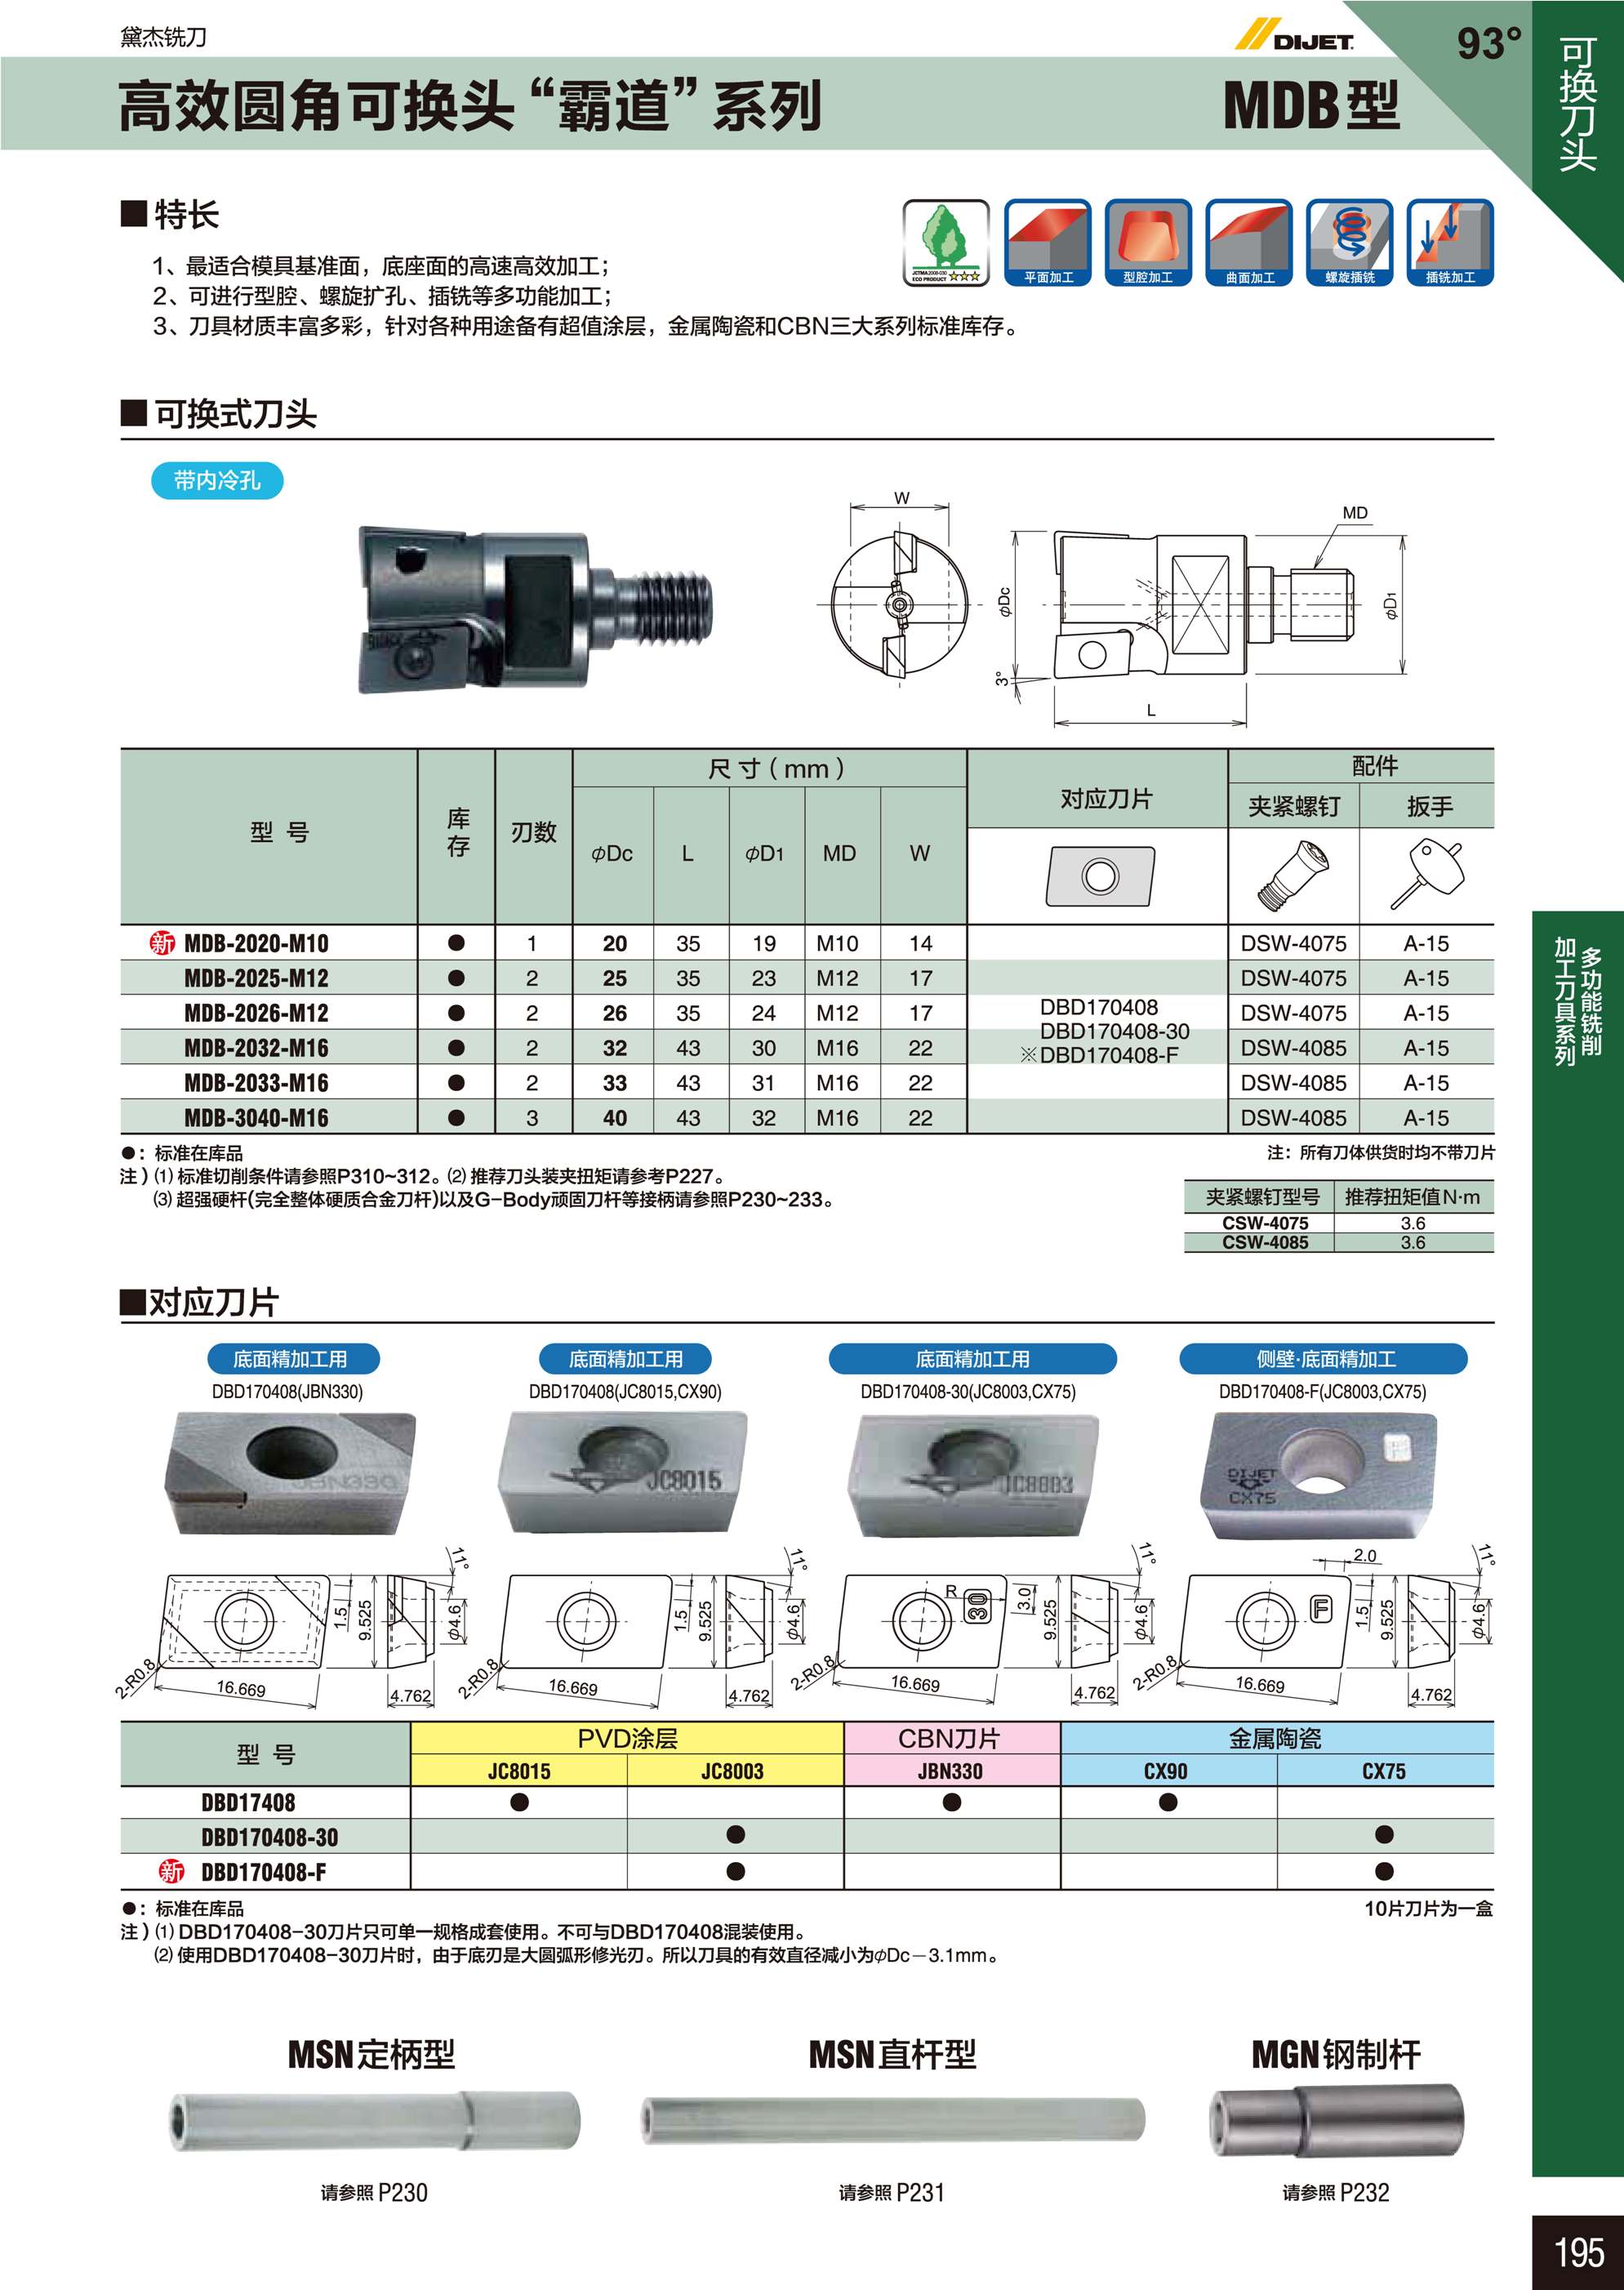 黛杰铣刀
DIJET
93°
高效圆角可换头“霸道”系列
MDB型
可换刀头
■特长
1、最适合模具基准面，底座面的高速高效加工；
2、可进行型腔、螺旋扩孔、插铣等多功能加工；
3、刀具材质丰富多彩，针对各种用途备有超值涂层，金属陶瓷和CBN三大系列标准库存。
ECO PRODUCT ☆☆☆
平面加工 型腔加工 曲面加工 螺旋插铣 插铣加工
■可换式刀头
带内冷孔
W
φDc
3°
MD
φD1
L
型 号 库存 刃数 尺寸(mm) 对应刀片 配件
φDc L φD1 MD W 夹紧螺钉 扳手
新 MDB-2020-M10 ● 1 20 35 19 M10 14 DSW-4075 A-15
MDB-2025-M12 ● 2 25 35 23 M12 17 DSW-4075 A-15
MDB-2026-M12 ● 2 26 35 24 M12 17 DSW-4075 A-15
MDB-2032-M16 ● 2 32 43 30 M16 22 DSW-4085 A-15
MDB-2033-M16 ● 2 33 43 31 M16 22 DSW-4085 A-15
MDB-3040-M16 ● 3 40 43 32 M16 22 DSW-4085 A-15
DBD170408
DBD170408-30
※DBD170408-F
●：标准在库品
注：所有刀体供货时均不带刀片
注）⑴ 标准切削条件请参照P310~312。⑵ 推荐刀头装夹扭矩请参考P227。
⑶ 超强硬杆(完全整体硬质合金刀杆)以及G-Body顽固刀杆等接柄请参照P230~233。
夹紧螺钉型号 推荐扭矩值N·m
CSW-4075 3.6
CSW-4085 3.6
多功能铣削
加工刀具系列
■对应刀片
底面精加工用 底面精加工用 底面精加工用 侧壁·底面精加工
DBD170408(JBN330) DBD170408(JC8015,CX90) DBD170408-30(JC8003,CX75) DBD170408-F(JC8003,CX75)
JBN330
JC8015
JC8003
DIJET
CX75
11° 1.5 9.525 φ4.6 2-R0.8 16.669 4.762
11° 1.5 9.525 φ4.6 2-R0.8 16.669 4.762
11° R 30 3.0 9.525 φ4.6 2-R0.8 16.669 4.762
11° 2.0 F 1.5 9.525 φ4.6 2-R0.8 16.669 4.762
型 号 PVD涂层 CBN刀片 金属陶瓷
JC8015 JC8003 JBN330 CX90 CX75
DBD17408 ● ● ●
DBD170408-30 ● ●
新 DBD170408-F ● ●
●：标准在库品
10片刀片为一盒
注）⑴ DBD170408-30刀片只可单一规格成套使用。不可与DBD170408混装使用。
⑵ 使用DBD170408-30刀片时，由于底刃是大圆弧形修光刃。所以刀具的有效直径减小为φDc－3.1mm。
MSN定柄型 MSN直杆型 MGN钢制杆
请参照 P230 请参照 P231 请参照 P232
195